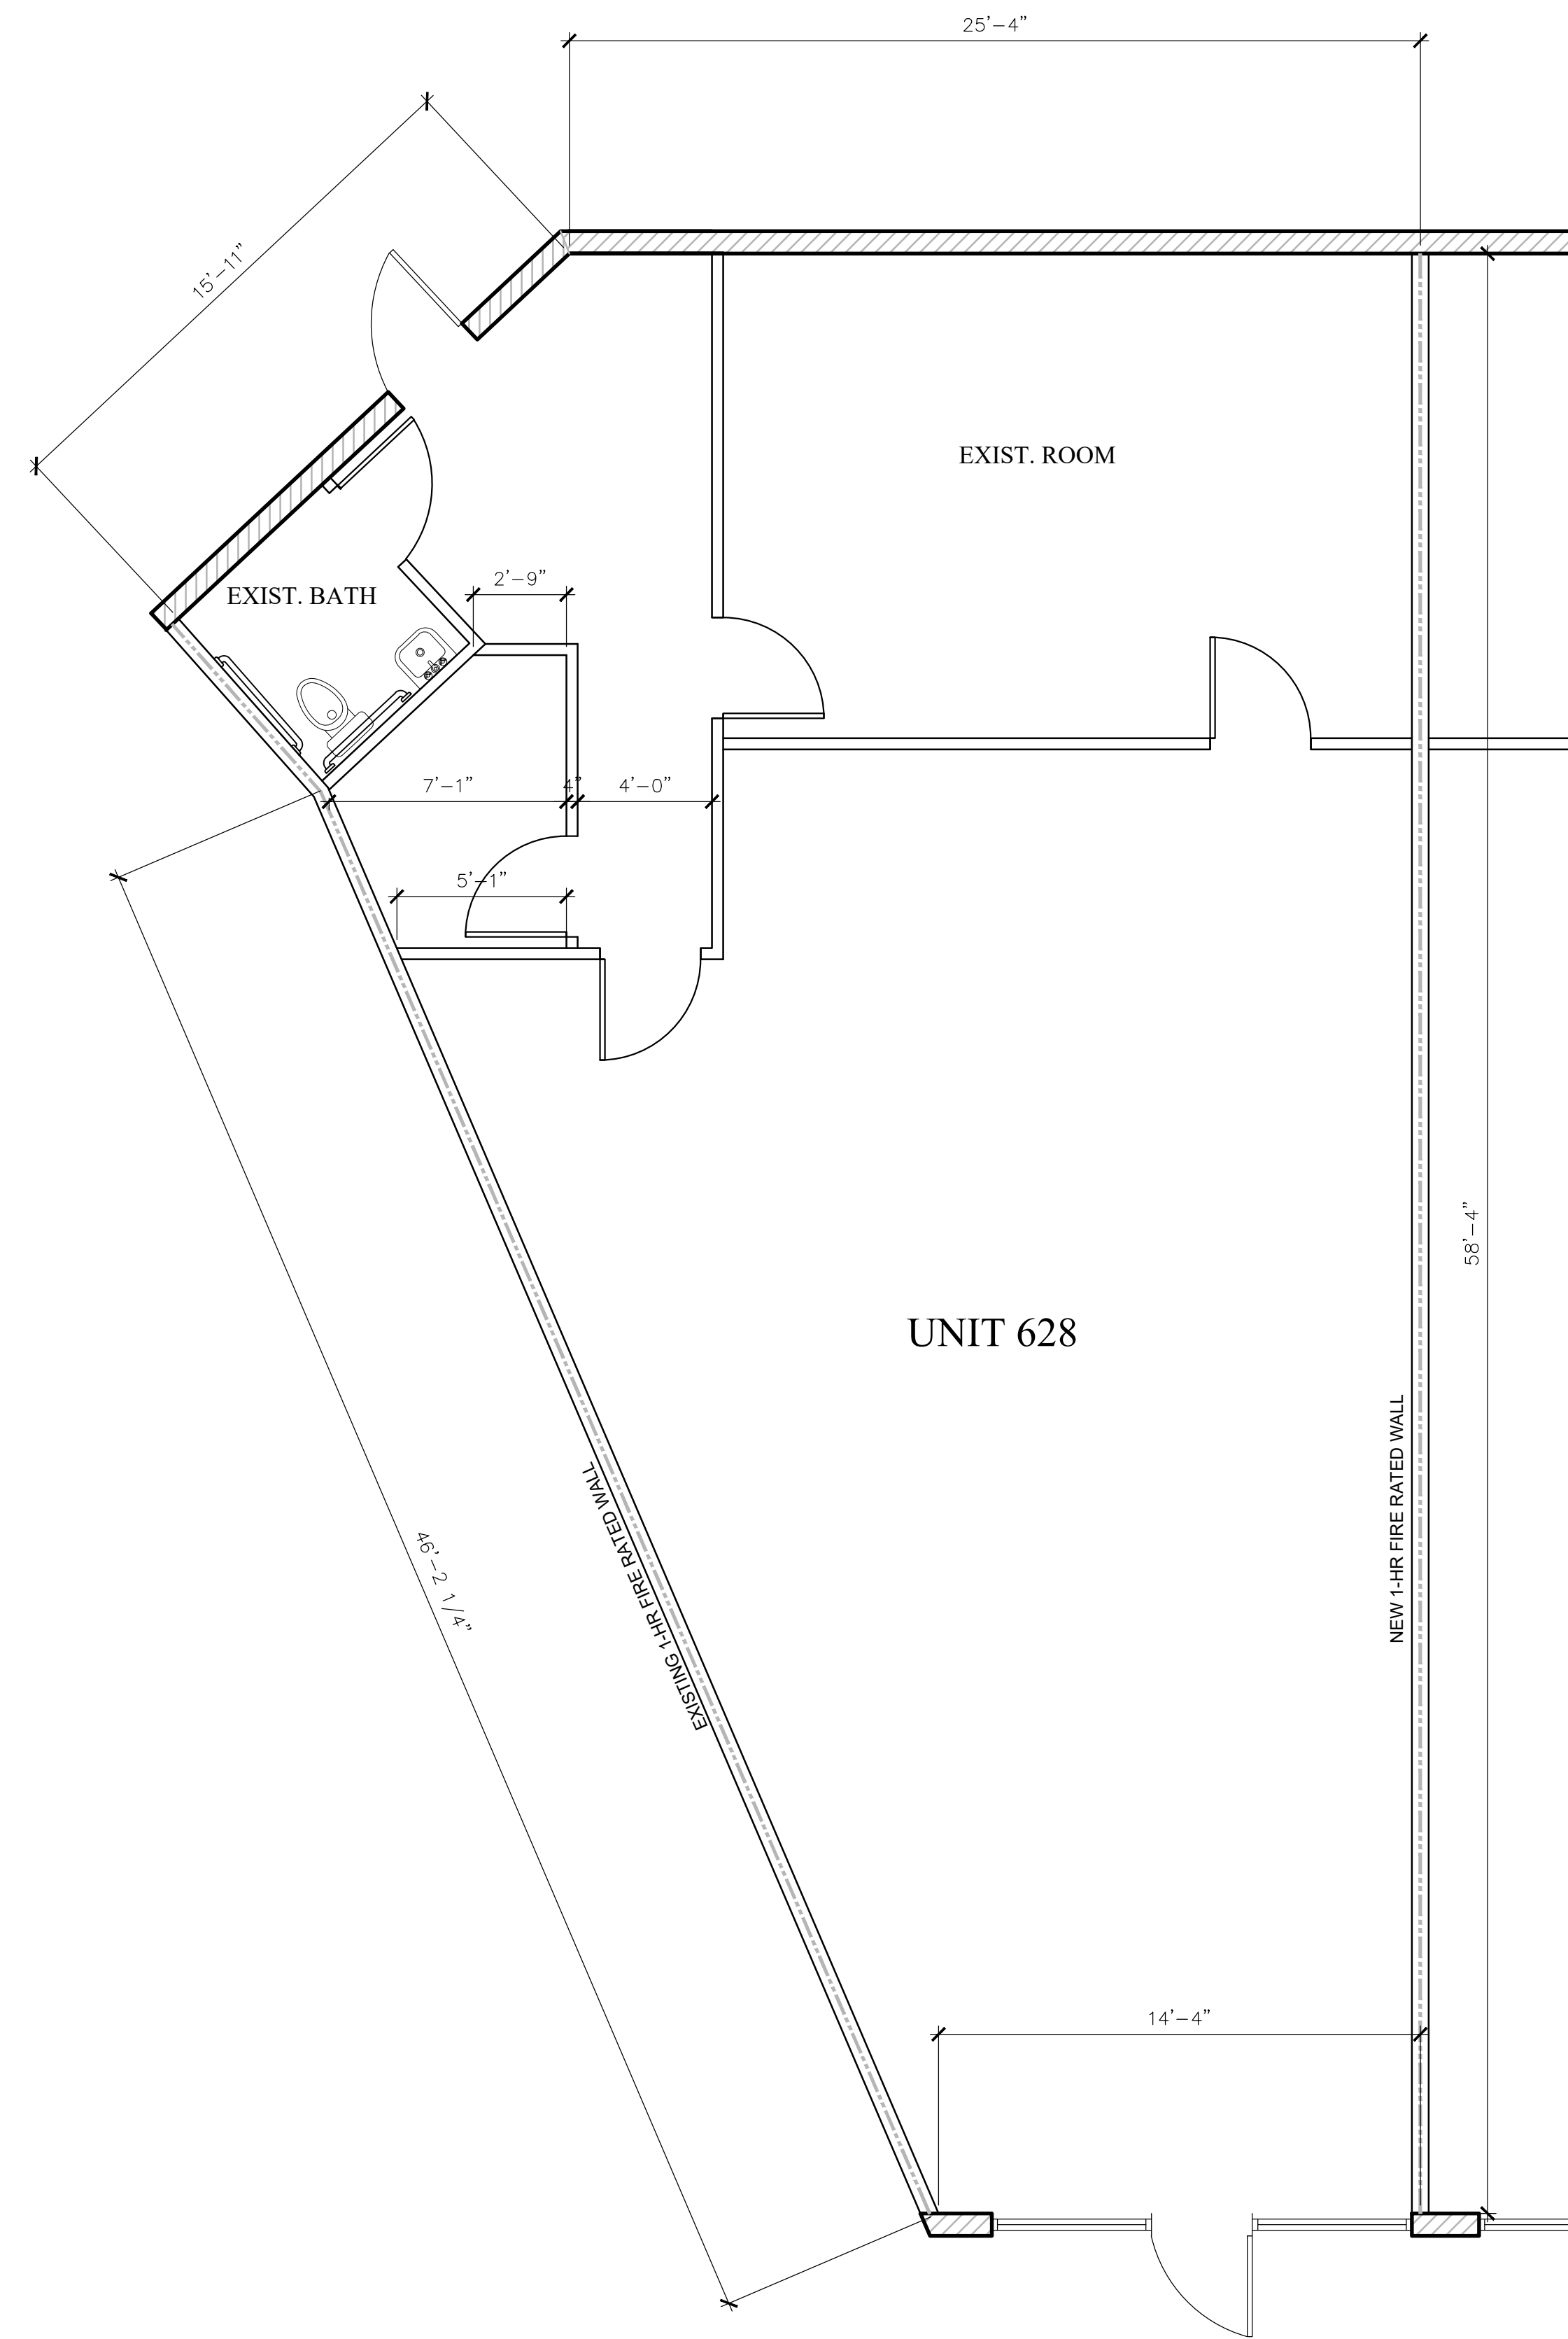 25'-4"
15'-11"
EXIST. ROOM
2'-9"
EXIST. BATH
7'-1"
4"
4'-0"
5'-1"
58'-4"
UNIT 628
NEW 1-HR FIRE RATED WALL
EXISTING 1-HR FIRE RATED WALL
46'-2 1/4"
14'-4"